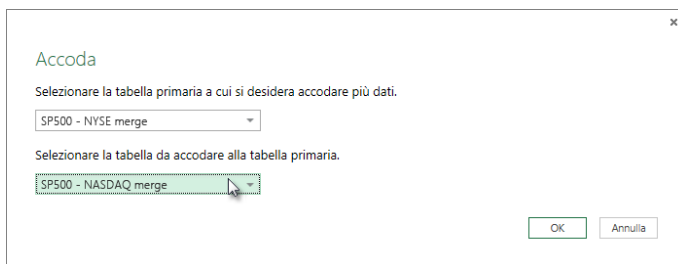 Accoda
Selezionare la tabella primaria a cui si desidera accodare più dati.
SP500 - NYSE merge
Selezionare la tabella da accodare alla tabella primaria.
SP500 - NASDAQ merge
OK Annulla